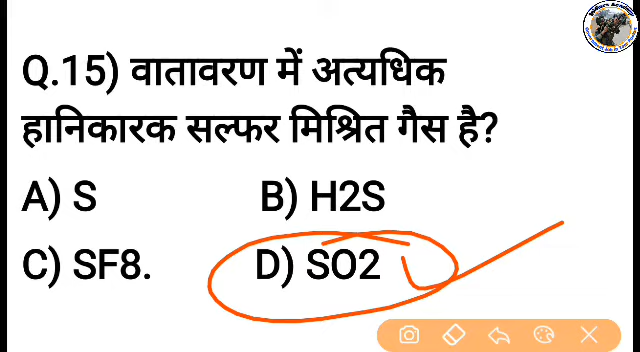 Q.15) वातावरण में अत्यधिक
हानिकारक सल्फर मिश्रित गैस है?
A) S B) H2S
C) SF8. D) SO2